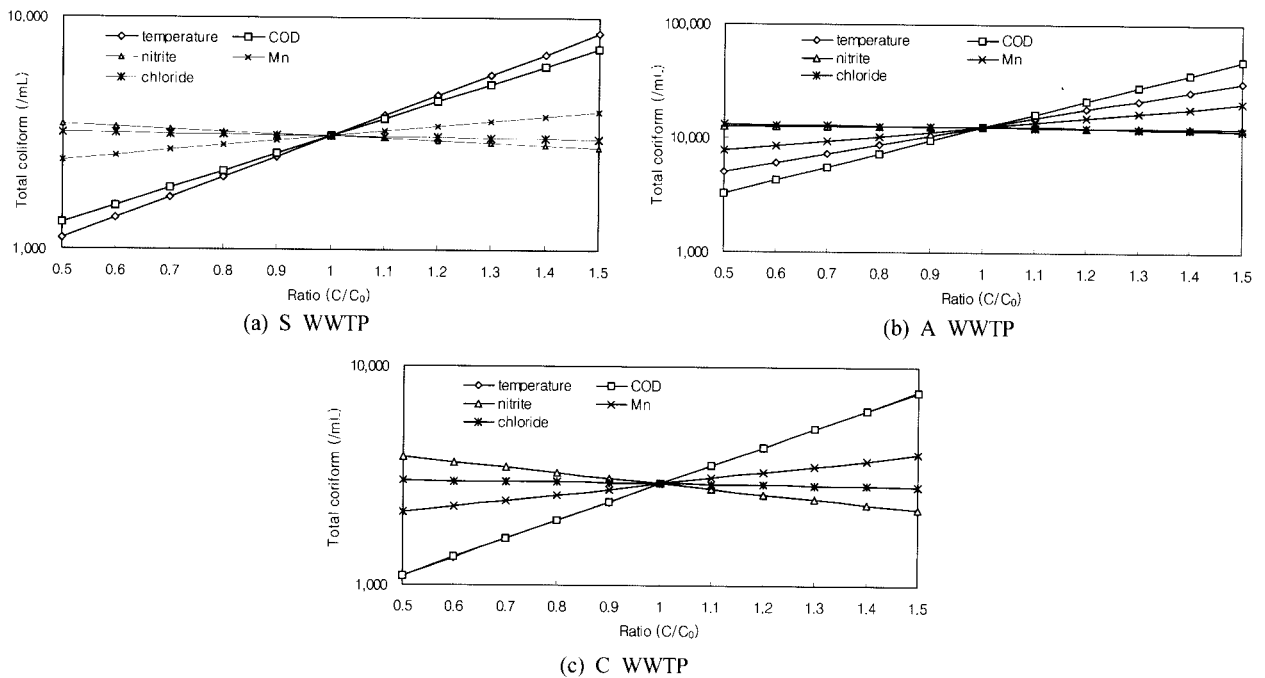 10,000
temperature
COD
nitrite
Mn
chloride
Total coliform (/mL)
1,000
0.5 0.6 0.7 0.8 0.9 1 1.1 1.2 1.3 1.4 1.5
Ratio (C/C₀)
(a) S WWTP
100,000
temperature
COD
nitrite
Mn
chloride
10,000
Total coriform (/mL)
1,000
0.5 0.6 0.7 0.8 0.9 1 1.1 1.2 1.3 1.4 1.5
Ratio (C/C₀)
(b) A WWTP
10,000
temperature
COD
nitrite
Mn
chloride
Total coriform (/mL)
1,000
0.5 0.6 0.7 0.8 0.9 1 1.1 1.2 1.3 1.4 1.5
Ratio (C/C₀)
(c) C WWTP